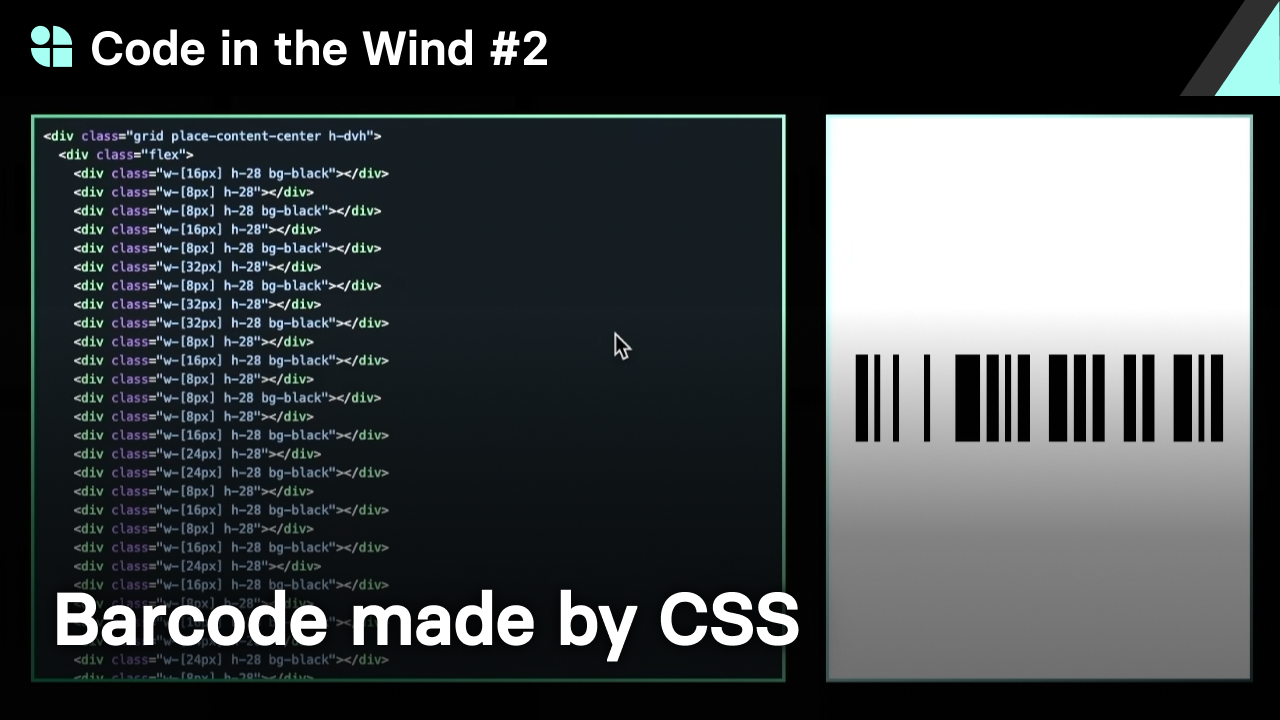 Code in the Wind #2
<div class="grid place-content-center h-dvh">
<div class="flex">
<div class="w-[16px] h-28 bg-black"></div>
<div class="w-[8px] h-28"></div>
<div class="w-[8px] h-28 bg-black"></div>
<div class="w-[16px] h-28"></div>
<div class="w-[8px] h-28 bg-black"></div>
<div class="w-[32px] h-28"></div>
<div class="w-[8px] h-28 bg-black"></div>
<div class="w-[32px] h-28"></div>
<div class="w-[32px] h-28 bg-black"></div>
<div class="w-[8px] h-28"></div>
<div class="w-[16px] h-28 bg-black"></div>
<div class="w-[8px] h-28"></div>
<div class="w-[8px] h-28 bg-black"></div>
<div class="w-[8px] h-28"></div>
<div class="w-[16px] h-28 bg-black"></div>
<div class="w-[24px] h-28"></div>
<div class="w-[24px] h-28 bg-black"></div>
<div class="w-[8px] h-28"></div>
<div class="w-[16px] h-28 bg-black"></div>
<div class="w-[8px] h-28"></div>
<div class="w-[16px] h-28 bg-black"></div>
<div class="w-[24px] h-28"></div>
<div class="w-[16px] h-28 bg-black"></div>
Barcode made by CSS
<div class="w-[24px] h-28 bg-black"></div>